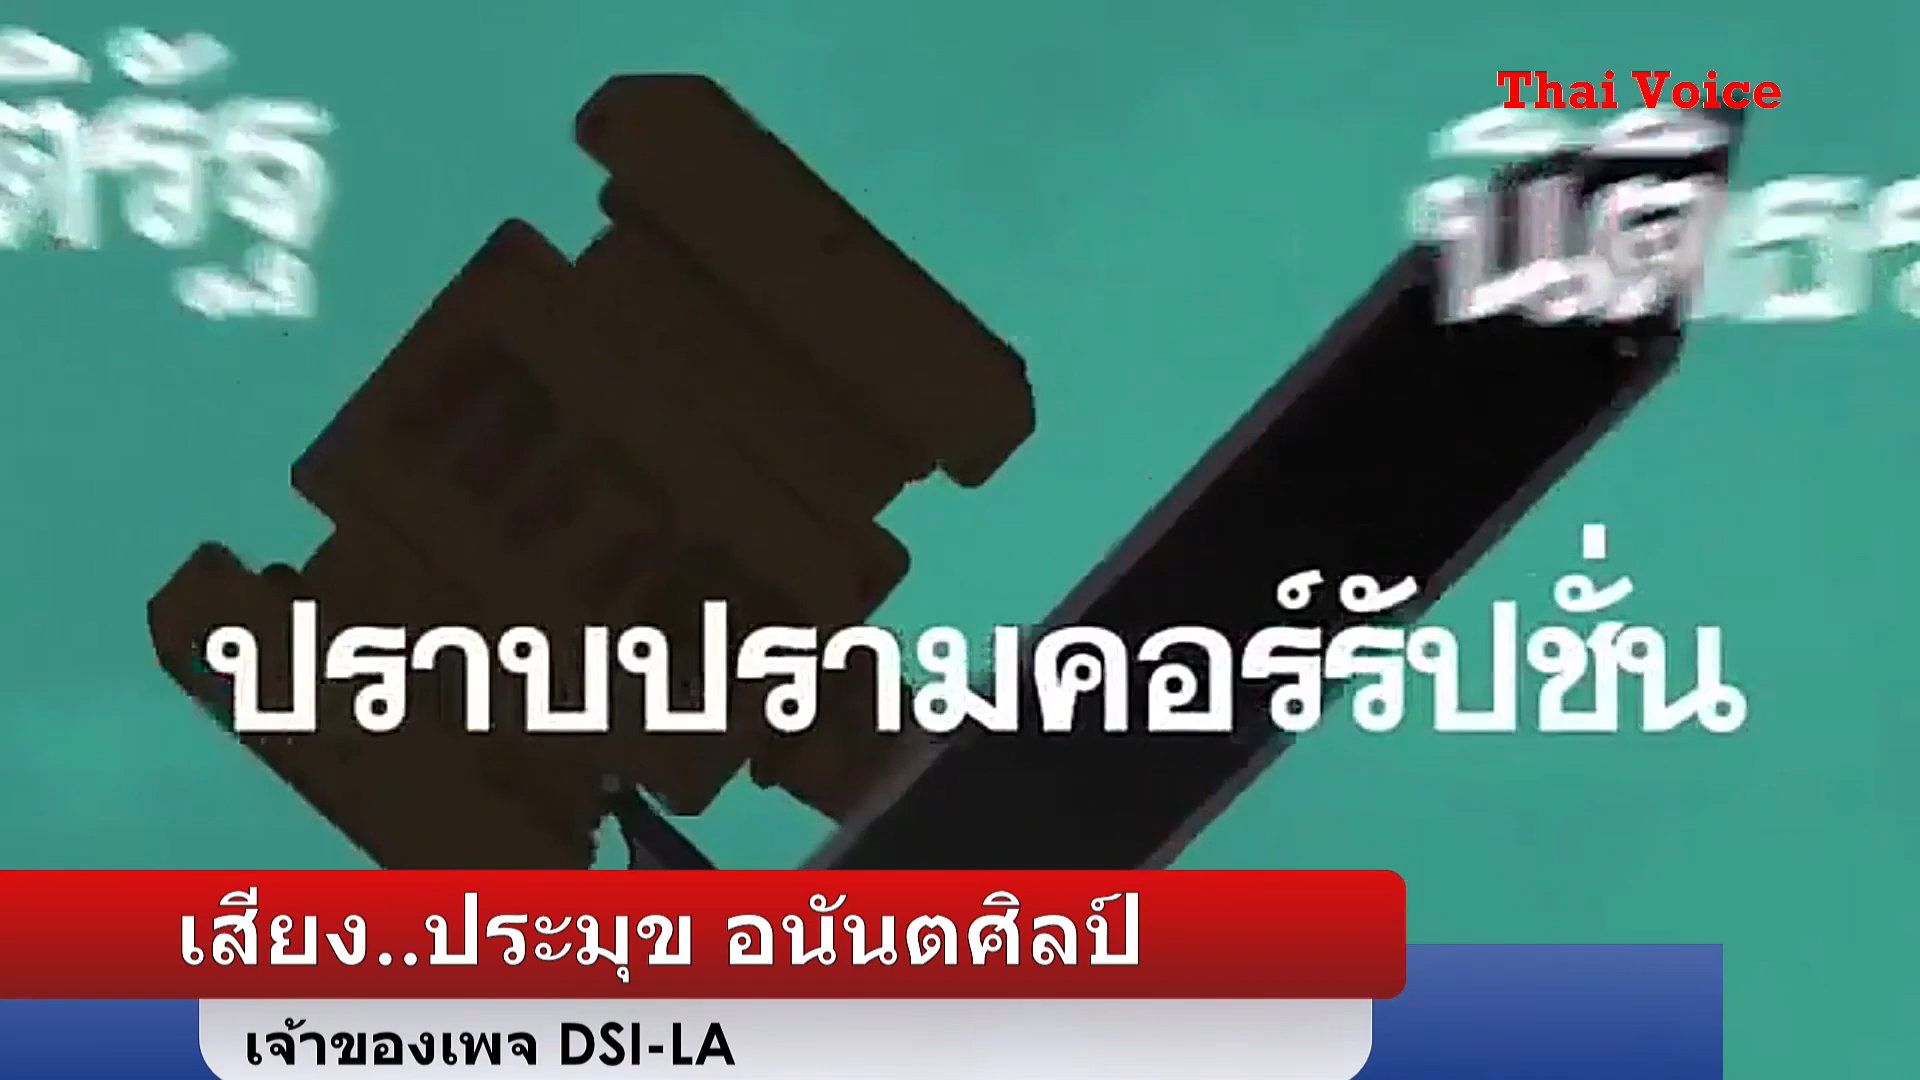 Thai Voice
ปราบปรามคอร์รัปชั่น
เสียง..ประมุข อนันตศิลป์
เจ้าของเพจ DSI-LA